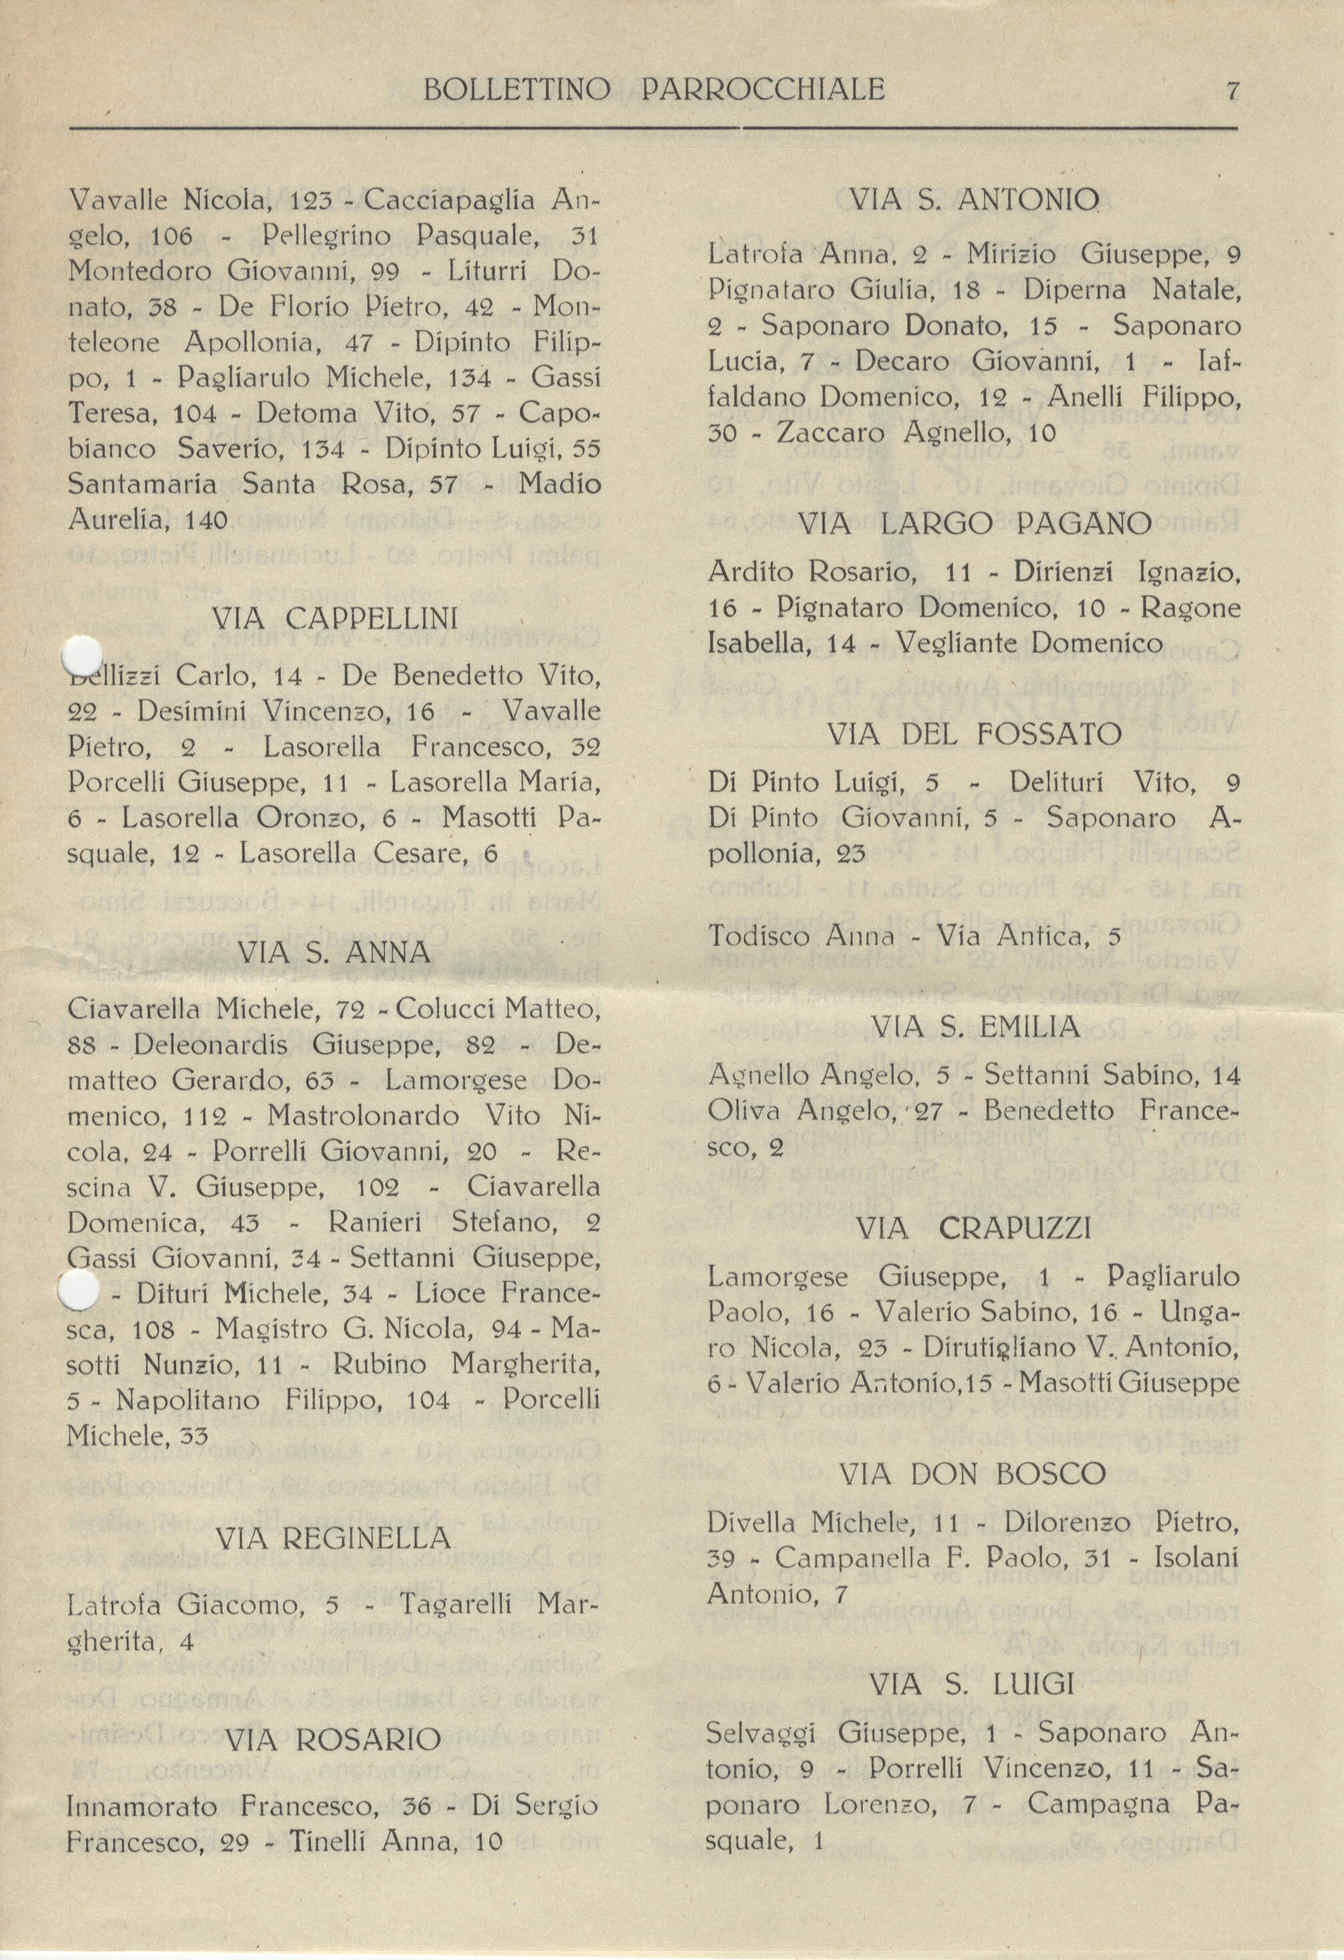 BOLLETTINO PARROCCHIALE 7
Vavalle Nicola, 123 - Cacciapaglia An-
gelo, 106 - Pellegrino Pasquale, 31
Montedoro Giovanni, 99 - Liturri Do-
nato, 38 - De Florio Pietro, 42 - Mon-
teleone Apollonia, 47 - Dipinto Filip-
po, 1 - Pagliarulo Michele, 134 - Gassi
Teresa, 104 - Detoma Vito, 57 - Capo-
bianco Saverio, 134 - Dipinto Luigi, 55
Santamaria Santa Rosa, 57 - Madio
Aurelia, 140
VIA CAPPELLINI
Bellizzi Carlo, 14 - De Benedetto Vito,
22 - Desimini Vincenzo, 16 - Vavalle
Pietro, 2 - Lasorella Francesco, 32
Porcelli Giuseppe, 11 - Lasorella Maria,
6 - Lasorella Oronzo, 6 - Masotti Pa-
squale, 12 - Lasorella Cesare, 6
VIA S. ANNA
Ciavarella Michele, 72 - Colucci Matteo,
88 - Deleonardis Giuseppe, 82 - De-
matteo Gerardo, 63 - Lamorgese Do-
menico, 112 - Mastrolonardo Vito Ni-
cola, 24 - Porrelli Giovanni, 20 - Re-
scina V. Giuseppe, 102 - Ciavarella
Domenica, 43 - Ranieri Stefano, 2
Gassi Giovanni, 34 - Settanni Giuseppe,
- Dituri Michele, 34 - Lioce France-
sca, 108 - Magistro G. Nicola, 94 - Ma-
sotti Nunzio, 11 - Rubino Margherita,
5 - Napolitano Filippo, 104 - Porcelli
Michele, 33
VIA REGINELLA
Latrofa Giacomo, 5 - Tagarelli Mar-
gherita, 4
VIA ROSARIO
Innamorato Francesco, 36 - Di Sergio
Francesco, 29 - Tinelli Anna, 10
VIA S. ANTONIO
Latrofa Anna, 2 - Mirizio Giuseppe, 9
Pignataro Giulia, 18 - Diperna Natale,
2 - Saponaro Donato, 15 - Saponaro
Lucia, 7 - Decaro Giovanni, 1 - Iaf-
faldano Domenico, 12 - Anelli Filippo,
30 - Zaccaro Agnello, 10
VIA LARGO PAGANO
Ardito Rosario, 11 - Dirienzi Ignazio,
16 - Pignataro Domenico, 10 - Ragone
Isabella, 14 - Vegliante Domenico
VIA DEL FOSSATO
Di Pinto Luigi, 5 - Delituri Vito, 9
Di Pinto Giovanni, 5 - Saponaro A-
pollonia, 23
Todisco Anna - Via Antica, 5
VIA S. EMILIA
Agnello Angelo, 5 - Settanni Sabino, 14
Oliva Angelo, 27 - Benedetto France-
sco, 2
VIA CRAPUZZI
Lamorgese Giuseppe, 1 - Pagliarulo
Paolo, 16 - Valerio Sabino, 16 - Unga-
ro Nicola, 23 - Dirutigliano V. Antonio,
6 - Valerio Antonio, 15 - Masotti Giuseppe
VIA DON BOSCO
Divella Michele, 11 - Dilorenzo Pietro,
39 - Campanella F. Paolo, 31 - Isolani
Antonio, 7
VIA S. LUIGI
Selvaggi Giuseppe, 1 - Saponaro An-
tonio, 9 - Porrelli Vincenzo, 11 - Sa-
ponaro Lorenzo, 7 - Campagna Pa-
squale, 1